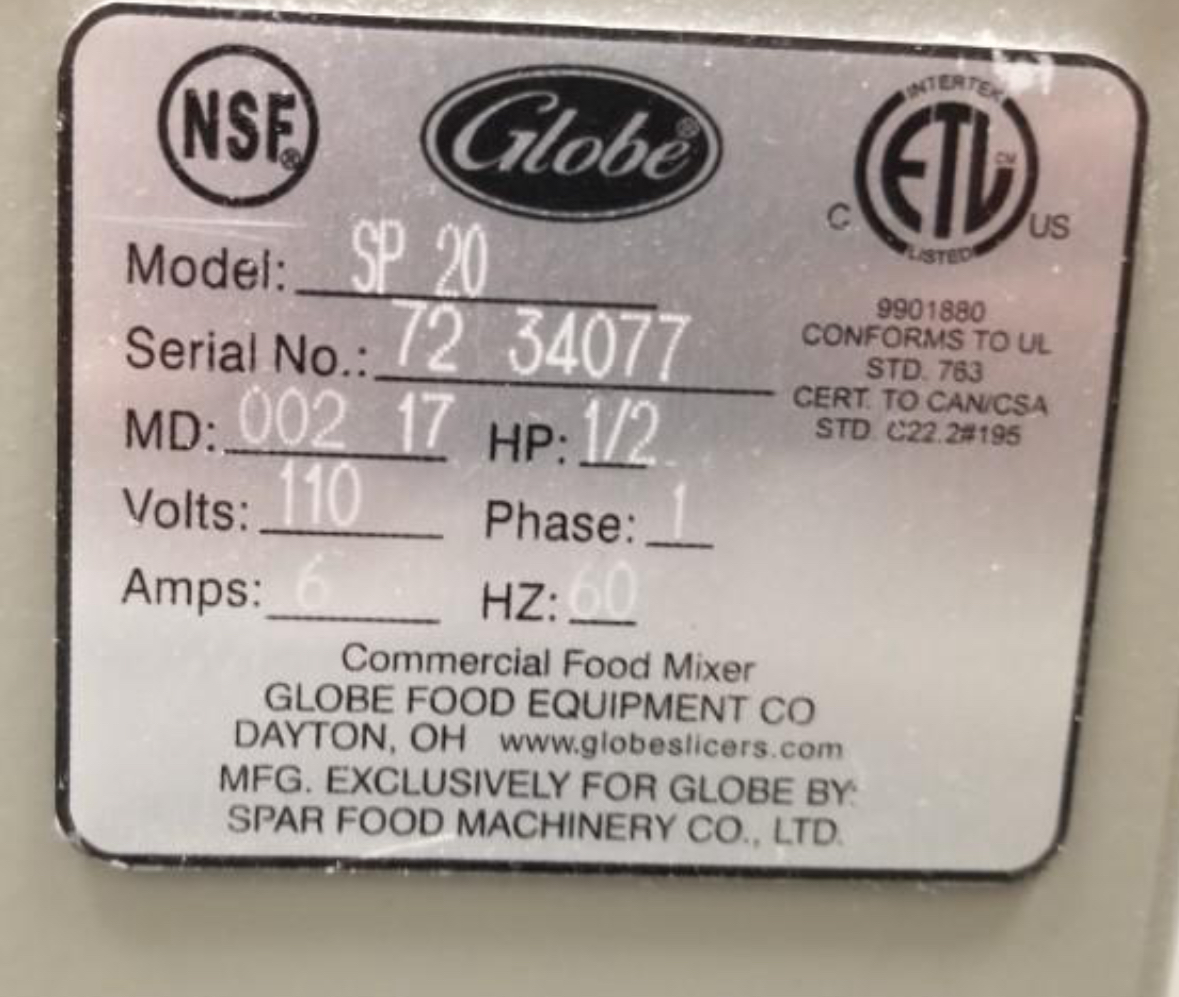 NSF®
Globe®
INTERTEK
ETL CM
C US
LISTED
Model: SP 20
Serial No.: 72 34077
MD: 002 17 HP: 1/2
Volts: 110 Phase: 1
Amps: 6 HZ: 60
9901880
CONFORMS TO UL
STD. 763
CERT. TO CAN/CSA
STD. C22.2#195
Commercial Food Mixer
GLOBE FOOD EQUIPMENT CO
DAYTON, OH www.globeslicers.com
MFG. EXCLUSIVELY FOR GLOBE BY:
SPAR FOOD MACHINERY CO., LTD.